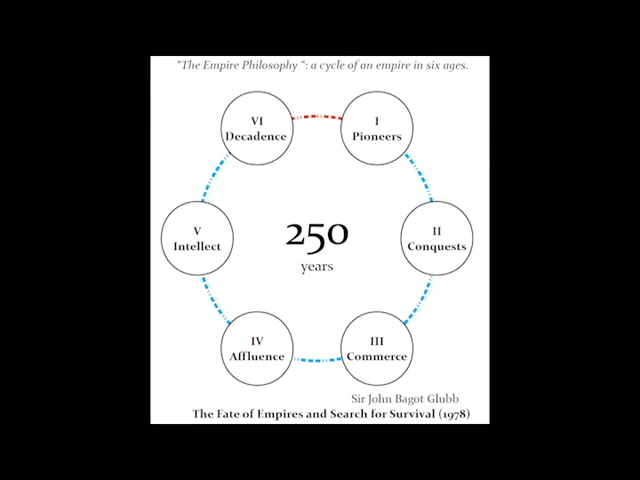 “The Empire Philosophy “: a cycle of an empire in six ages.
VI
Decadence
I
Pioneers
V
Intellect
250
years
II
Conquests
IV
Affluence
III
Commerce
Sir John Bagot Glubb
The Fate of Empires and Search for Survival (1978)